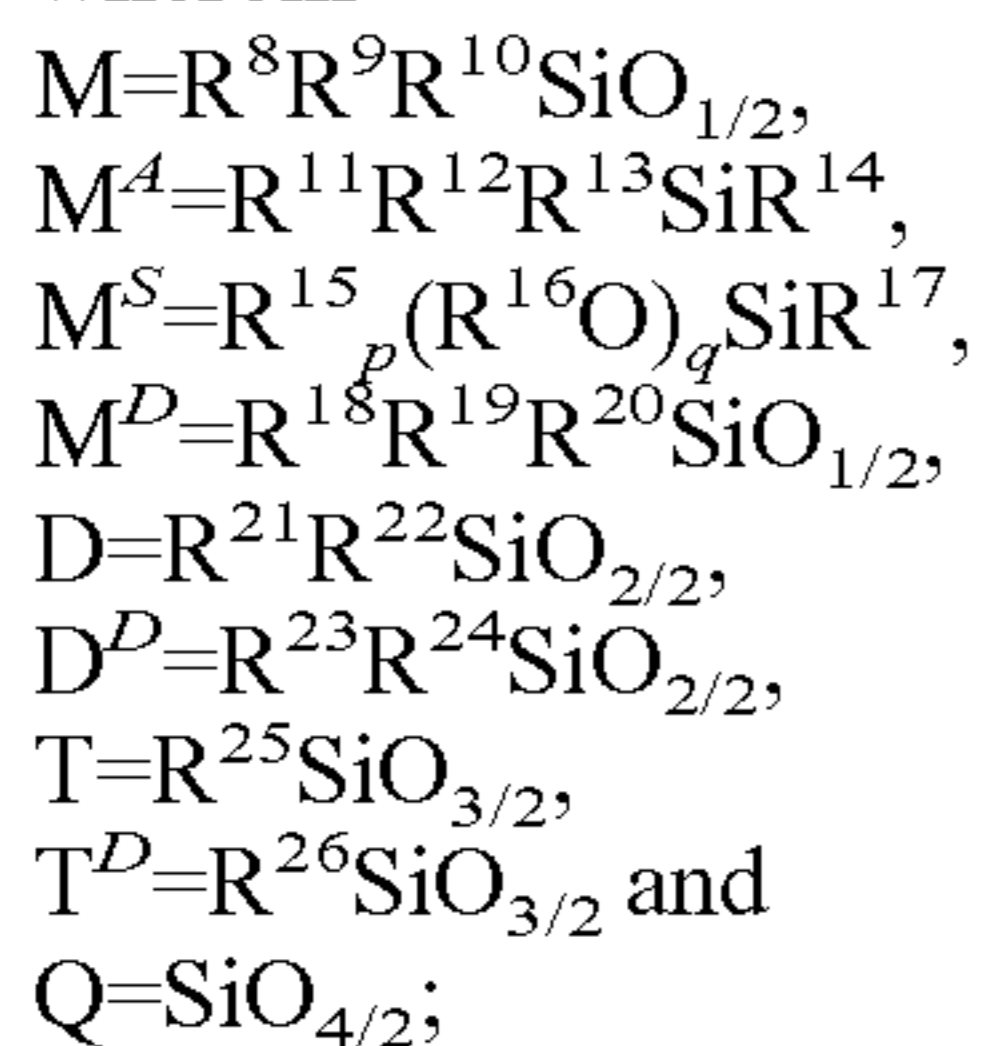 M=R⁸R⁹R¹⁰SiO₁/₂,
Mᴬ=R¹¹R¹²R¹³SiR¹⁴,
Mˢ=R¹⁵ₚ(R¹⁶O)_qSiR¹⁷,
Mᴰ=R¹⁸R¹⁹R²⁰SiO₁/₂,
D=R²¹R²²SiO₂/₂,
Dᴰ=R²³R²⁴SiO₂/₂,
T=R²⁵SiO₃/₂,
Tᴰ=R²⁶SiO₃/₂ and
Q=SiO₄/₂;